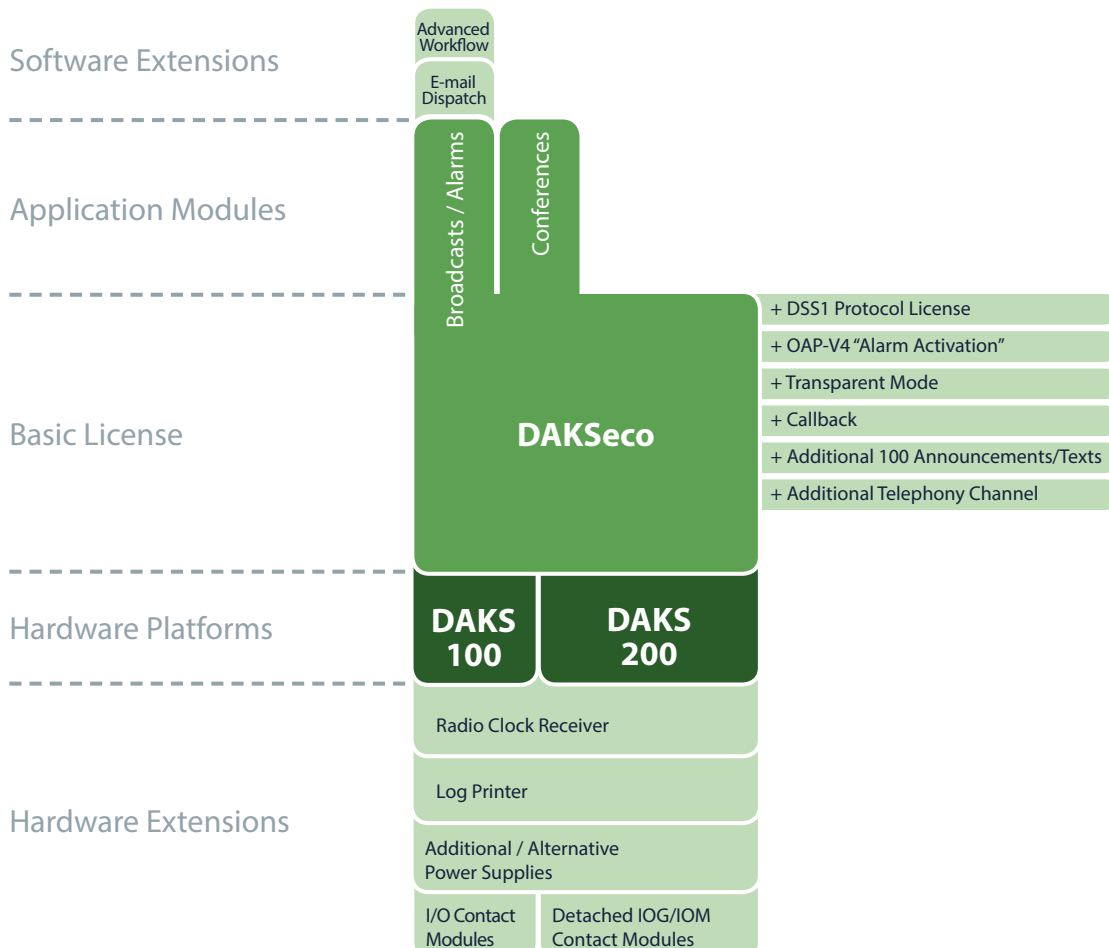 Software Extensions
Advanced
Workflow
E-mail
Dispatch
Application Modules
Broadcasts / Alarms
Conferences
Basic License
DAKSeco
+ DSS1 Protocol License
+ OAP-V4 “Alarm Activation”
+ Transparent Mode
+ Callback
+ Additional 100 Announcements/Texts
+ Additional Telephony Channel
Hardware Platforms
DAKS
100
DAKS
200
Hardware Extensions
Radio Clock Receiver
Log Printer
Additional / Alternative
Power Supplies
I/O Contact
Modules
Detached IOG/IOM
Contact Modules